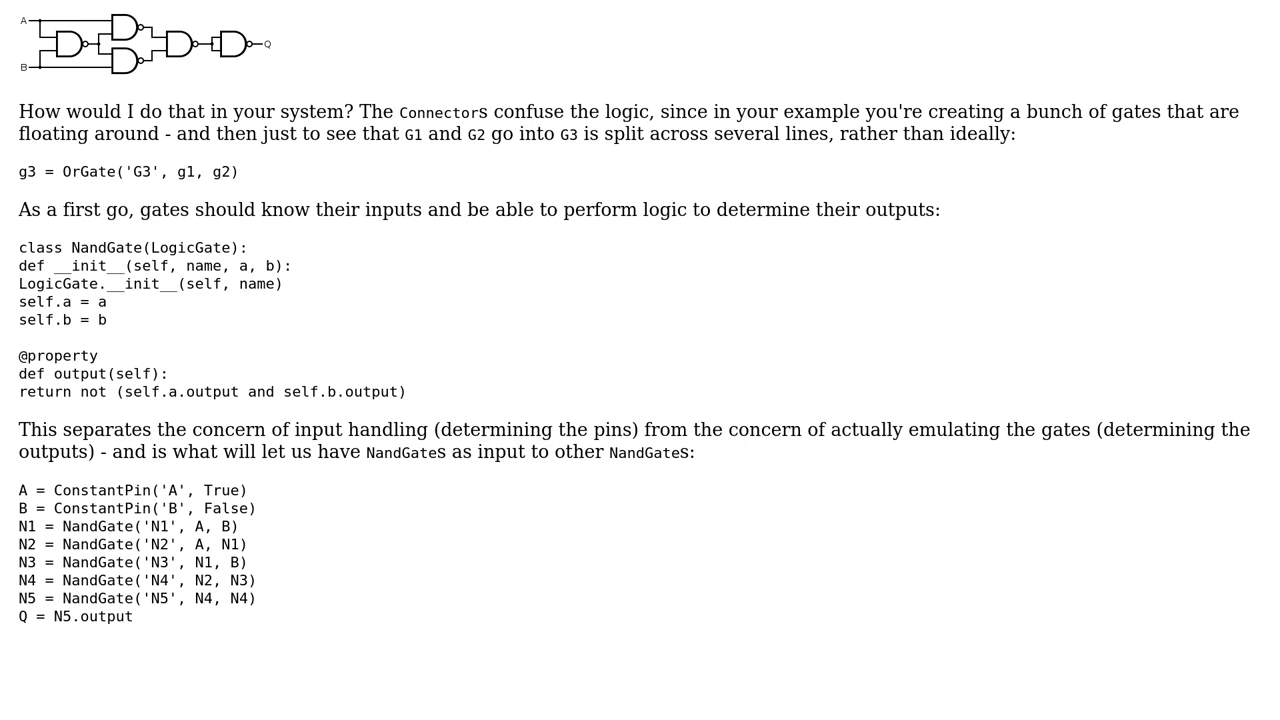 A
Q
B
How would I do that in your system? The Connectors confuse the logic, since in your example you're creating a bunch of gates that are
floating around - and then just to see that G1 and G2 go into G3 is split across several lines, rather than ideally:
g3 = OrGate('G3', g1, g2)
As a first go, gates should know their inputs and be able to perform logic to determine their outputs:
class NandGate(LogicGate):
def __init__(self, name, a, b):
LogicGate.__init__(self, name)
self.a = a
self.b = b
@property
def output(self):
return not (self.a.output and self.b.output)
This separates the concern of input handling (determining the pins) from the concern of actually emulating the gates (determining the
outputs) - and is what will let us have NandGates as input to other NandGates:
A = ConstantPin('A', True)
B = ConstantPin('B', False)
N1 = NandGate('N1', A, B)
N2 = NandGate('N2', A, N1)
N3 = NandGate('N3', N1, B)
N4 = NandGate('N4', N2, N3)
N5 = NandGate('N5', N4, N4)
Q = N5.output